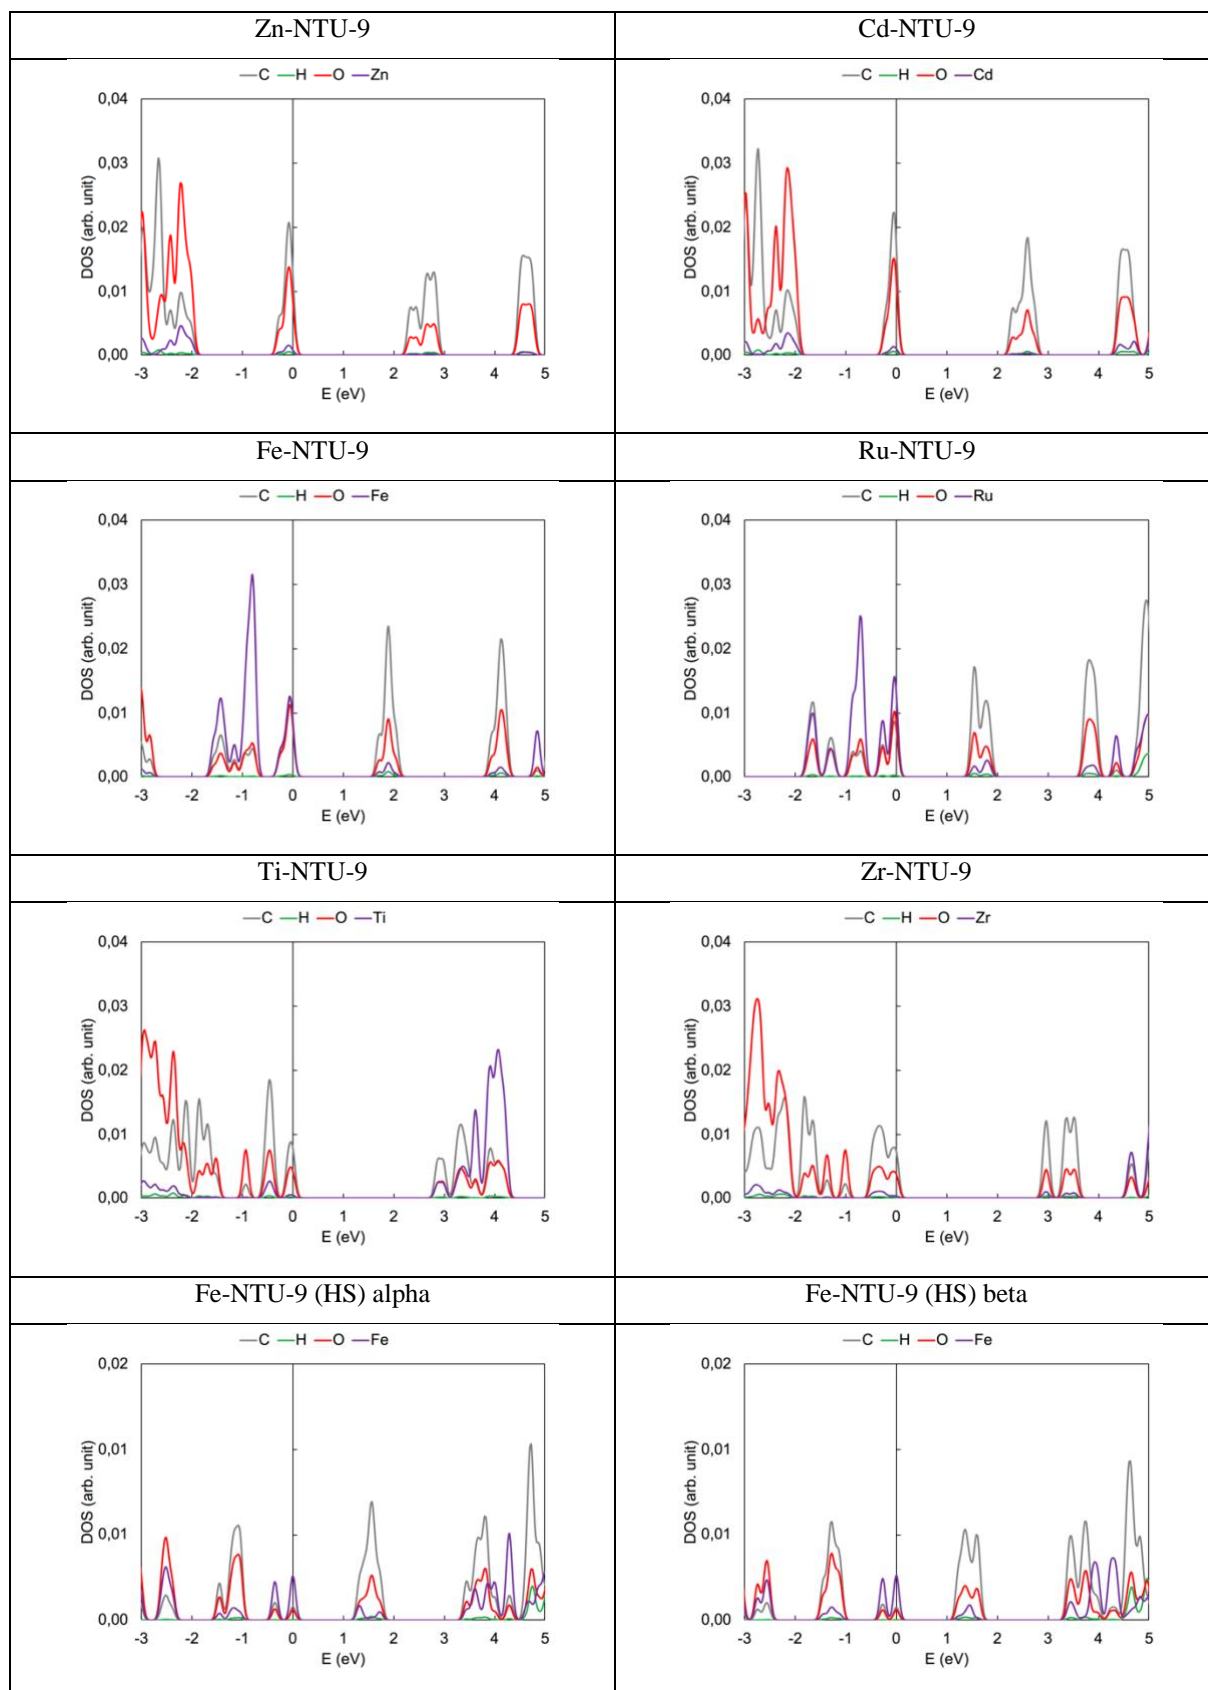 Zn-NTU-9
Cd-NTU-9
C H O Zn
0,04
0,03
0,02
0,01
0,00
DOS (arb. unit)
-3 -2 -1 0 1 2 3 4 5
E (eV)
C H O Cd
0,04
0,03
0,02
0,01
0,00
DOS (arb. unit)
-3 -2 -1 0 1 2 3 4 5
E (eV)
Fe-NTU-9
Ru-NTU-9
C H O Fe
0,04
0,03
0,02
0,01
0,00
DOS (arb. unit)
-3 -2 -1 0 1 2 3 4 5
E (eV)
C H O Ru
0,04
0,03
0,02
0,01
0,00
DOS (arb. unit)
-3 -2 -1 0 1 2 3 4 5
E (eV)
Ti-NTU-9
Zr-NTU-9
C H O Ti
0,04
0,03
0,02
0,01
0,00
DOS (arb. unit)
-3 -2 -1 0 1 2 3 4 5
E (eV)
C H O Zr
0,04
0,03
0,02
0,01
0,00
DOS (arb. unit)
-3 -2 -1 0 1 2 3 4 5
E (eV)
Fe-NTU-9 (HS) alpha
Fe-NTU-9 (HS) beta
C H O Fe
0,02
0,01
0,01
0,01
0,00
DOS (arb. unit)
-3 -2 -1 0 1 2 3 4 5
E (eV)
C H O Fe
0,02
0,01
0,01
0,00
DOS (arb. unit)
-3 -2 -1 0 1 2 3 4 5
E (eV)